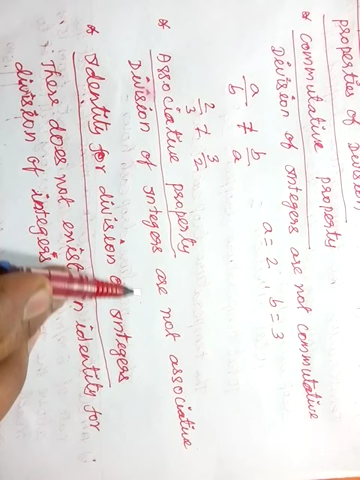 properties of Division
* Commutative property
Division of integers are not commutative
a/b ≠ b/a a = 2, b = 3
2/3 ≠ 3/2
* Associative property
Division of integers are not associative
* Identity for division of integers
There does not exist an identity for
division of integers